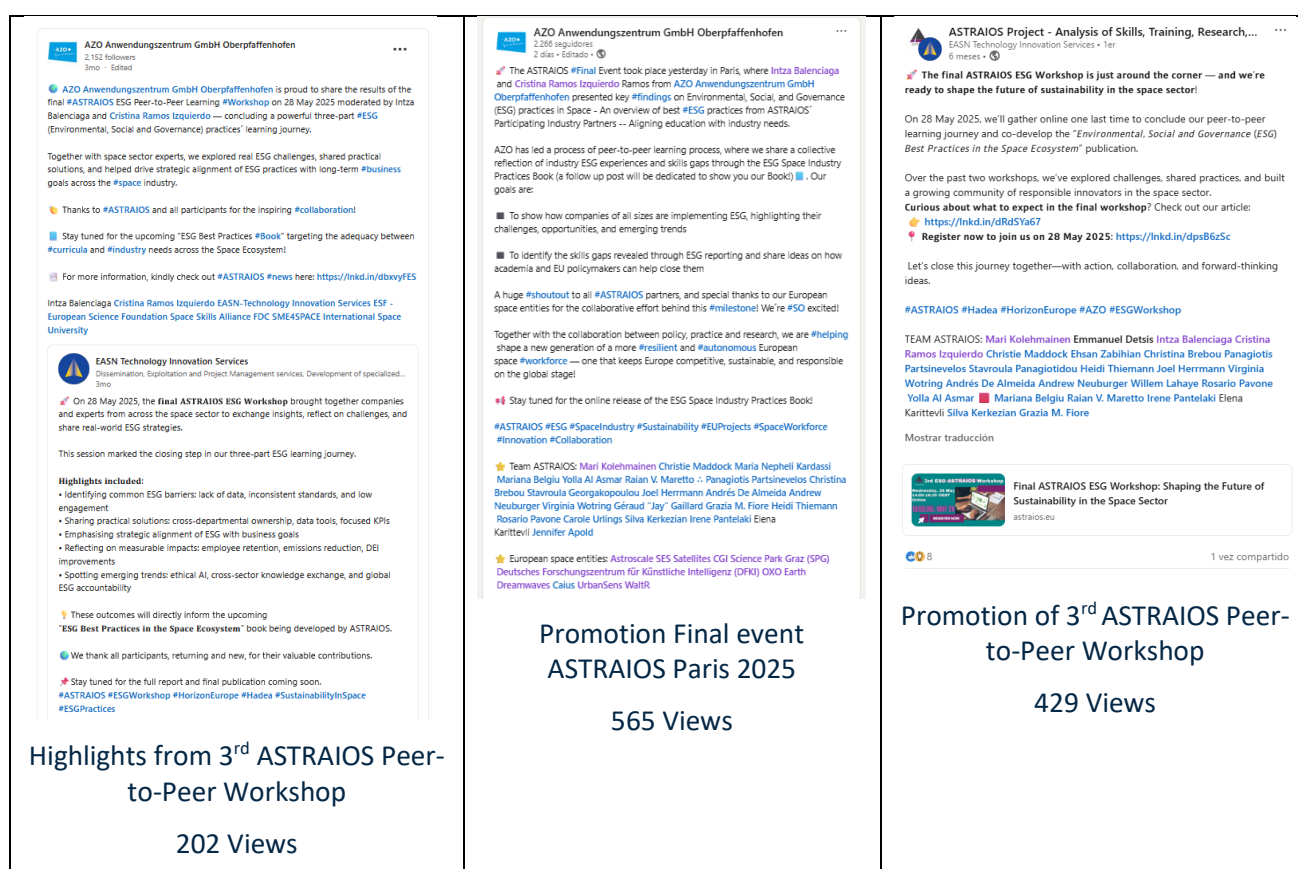 AZO Anwendungszentrum GmbH Oberpfaffenhofen
2,152 followers
3mo · Edited
AZO Anwendungszentrum GmbH Oberpfaffenhofen is proud to share the results of the
final #ASTRAIOS ESG Peer-to-Peer Learning #Workshop on 28 May 2025 moderated by Intza
Balenciaga and Cristina Ramos Izquierdo — concluding a powerful three-part #ESG
(Environmental, Social and Governance) practices´ learning journey.
Together with space sector experts, we explored real ESG challenges, shared practical
solutions, and helped drive strategic alignment of ESG practices with long-term #business
goals across the #space industry.
Thanks to #ASTRAIOS and all participants for the inspiring #collaboration!
Stay tuned for the upcoming "ESG Best Practices #Book" targeting the adequacy between
#curricula and #industry needs across the Space Ecosystem!
For more information, kindly check out #ASTRAIOS #news here: https://lnkd.in/dbxvyFES
Intza Balenciaga Cristina Ramos Izquierdo EASN-Technology Innovation Services ESF -
European Science Foundation Space Skills Alliance FDC SME4SPACE International Space
University
EASN Technology Innovation Services
Dissemination, Exploitation and Project Management services, Development of specialized...
3mo
🚀 On 28 May 2025, the final ASTRAIOS ESG Workshop brought together companies
and experts from across the space sector to exchange insights, reflect on challenges, and
share real-world ESG strategies.
This session marked the closing step in our three-part ESG learning journey.
Highlights included:
• Identifying common ESG barriers: lack of data, inconsistent standards, and low
engagement
• Sharing practical solutions: cross-departmental ownership, data tools, focused KPIs
• Emphasising strategic alignment of ESG with business goals
• Reflecting on measurable impacts: employee retention, emissions reduction, DEI
improvements
• Spotting emerging trends: ethical AI, cross-sector knowledge exchange, and global
ESG accountability
💡 These outcomes will directly inform the upcoming
"ESG Best Practices in the Space Ecosystem" book being developed by ASTRAIOS.
We thank all participants, returning and new, for their valuable contributions.
📌 Stay tuned for the full report and final publication coming soon.
#ASTRAIOS #ESGWorkshop #HorizonEurope #Hadea #SustainabilityInSpace
#ESGPractices
Highlights from 3rd ASTRAIOS Peer-
to-Peer Workshop
202 Views
AZO Anwendungszentrum GmbH Oberpfaffenhofen
2.266 seguidores
2 días • Editado •
🚀 The ASTRAIOS #Final Event took place yesterday in Paris, where Intza Balenciaga
and Cristina Ramos Izquierdo Ramos from AZO Anwendungszentrum GmbH
Oberpfaffenhofen presented key #findings on Environmental, Social, and Governance
(ESG) practices in Space - An overview of best #ESG practices from ASTRAIOS´
Participating Industry Partners -- Aligning education with industry needs.
AZO has led a process of peer-to-peer learning process, where we share a collective
reflection of industry ESG experiences and skills gaps through the ESG Space Industry
Practices Book (a follow up post will be dedicated to show you our Book!) 📘 . Our
goals are:
◼ To show how companies of all sizes are implementing ESG, highlighting their
challenges, opportunities, and emerging trends
◼ To identify the skills gaps revealed through ESG reporting and share ideas on how
academia and EU policymakers can help close them
A huge #shoutout to all #ASTRAIOS partners, and special thanks to our European
space entities for the collaborative effort behind this #milestone! We´re #SO excited!
Together with the collaboration between policy, practice and research, we are #helping
shape a new generation of a more #resilient and #autonomous European
space #workforce — one that keeps Europe competitive, sustainable, and responsible
on the global stage!
📢 Stay tuned for the online release of the ESG Space Industry Practices Book!
#ASTRAIOS #ESG #SpaceIndustry #Sustainability #EUProjects #SpaceWorkforce
#Innovation #Collaboration
⭐ Team ASTRAIOS: Mari Kolehmainen Christie Maddock Maria Nepheli Kardassi
Mariana Belgiu Yolla Al Asmar Raian V. Maretto ∴ Panagiotis Partsinevelos Christina
Brebou Stavroula Georgakopoulou Joel Herrmann Andrés De Almeida Andrew
Neuburger Virginia Wotring Géraud "Jay" Gaillard Grazia M. Fiore Heidi Thiemann
Rosario Pavone Carole Urlings Silva Kerkezian Irene Pantelaki Elena
Karittevli Jennifer Apold
⭐ European space entities: Astroscale SES Satellites CGI Science Park Graz (SPG)
Deutsches Forschungszentrum für Künstliche Intelligenz (DFKI) OXO Earth
Dreamwaves Caius UrbanSens WaltR
Promotion Final event
ASTRAIOS Paris 2025
565 Views
ASTRAIOS Project - Analysis of Skills, Training, Research,...
EASN Technology Innovation Services • 1er
6 meses •
🚀 The final ASTRAIOS ESG Workshop is just around the corner — and we're
ready to shape the future of sustainability in the space sector!
On 28 May 2025, we'll gather online one last time to conclude our peer-to-peer
learning journey and co-develop the "Environmental, Social and Governance (ESG)
Best Practices in the Space Ecosystem" publication.
Over the past two workshops, we've explored challenges, shared practices, and built
a growing community of responsible innovators in the space sector.
Curious about what to expect in the final workshop? Check out our article:
👉 https://lnkd.in/dRdSYa67
📍 Register now to join us on 28 May 2025: https://lnkd.in/dpsB6zSc
Let's close this journey together—with action, collaboration, and forward-thinking
ideas.
#ASTRAIOS #Hadea #HorizonEurope #AZO #ESGWorkshop
TEAM ASTRAIOS: Mari Kolehmainen Emmanuel Detsis Intza Balenciaga Cristina
Ramos Izquierdo Christie Maddock Ehsan Zabihian Christina Brebou Panagiotis
Partsinevelos Stavroula Panagiotidou Heidi Thiemann Joel Herrmann Virginia
Wotring Andrés De Almeida Andrew Neuburger Willem Lahaye Rosario Pavone
Yolla Al Asmar 🟥 Mariana Belgiu Raian V. Maretto Irene Pantelaki Elena
Karittevli Silva Kerkezian Grazia M. Fiore
Mostrar traducción
3rd ESG ASTRAIOS Workshop
REGISTER NOW
Final ASTRAIOS ESG Workshop: Shaping the Future of
Sustainability in the Space Sector
astraios.eu
8
1 vez compartido
Promotion of 3rd ASTRAIOS Peer-
to-Peer Workshop
429 Views